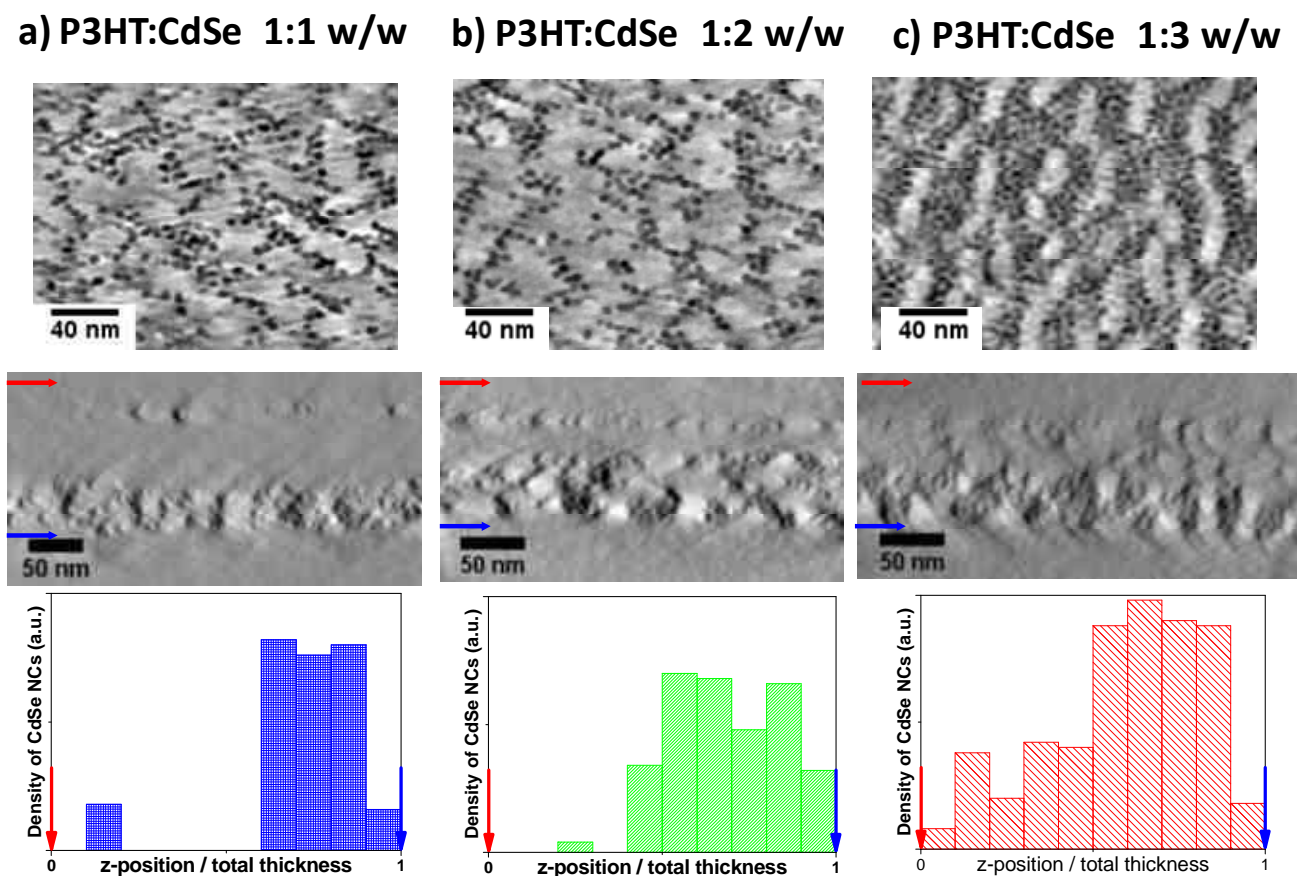 a) P3HT:CdSe 1:1 w/w
b) P3HT:CdSe 1:2 w/w
c) P3HT:CdSe 1:3 w/w
40 nm
40 nm
40 nm
50 nm
50 nm
50 nm
Density of CdSe NCs (a.u.)
0
1
z-position / total thickness
Density of CdSe NCs (a.u.)
0
1
z-position / total thickness
Density of CdSe NCs (a.u.)
0
1
z-position / total thickness